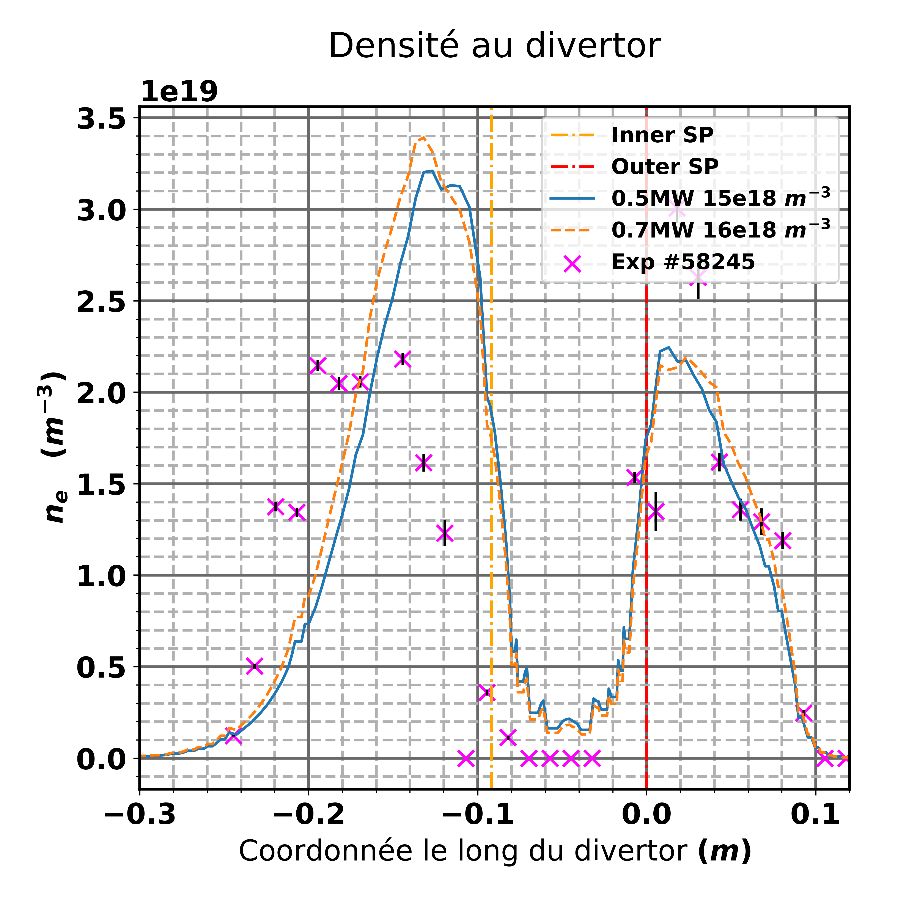 Densité au divertor
1e19
3.5
3.0
2.5
2.0
1.5
1.0
0.5
0.0
n_e (m^{-3})
Inner SP
Outer SP
0.5MW 15e18 m^{-3}
0.7MW 16e18 m^{-3}
Exp #58245
−0.3 −0.2 −0.1 0.0 0.1
Coordonnée le long du divertor (m)